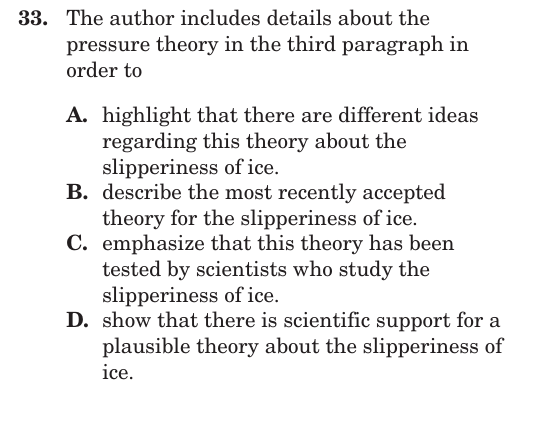 33. The author includes details about the
pressure theory in the third paragraph in
order to
A. highlight that there are different ideas
regarding this theory about the
slipperiness of ice.
B. describe the most recently accepted
theory for the slipperiness of ice.
C. emphasize that this theory has been
tested by scientists who study the
slipperiness of ice.
D. show that there is scientific support for a
plausible theory about the slipperiness of
ice.